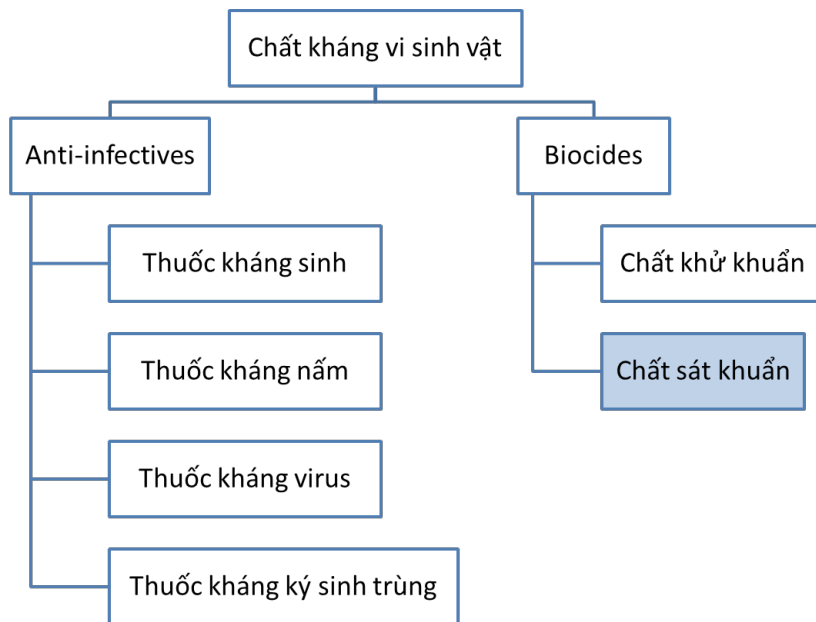 Chất kháng vi sinh vật
Anti-infectives
Biocides
Thuốc kháng sinh
Chất khử khuẩn
Thuốc kháng nấm
Chất sát khuẩn
Thuốc kháng virus
Thuốc kháng ký sinh trùng